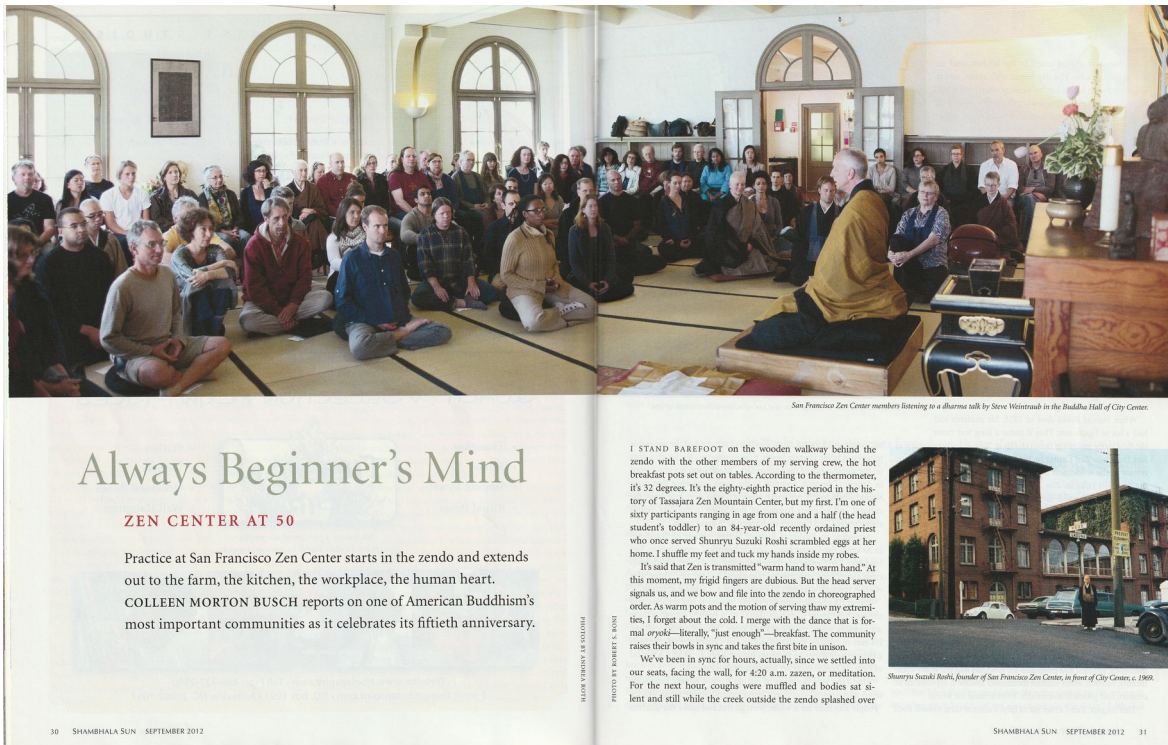 San Francisco Zen Center members listening to a dharma talk by Steve Weintraub in the Buddha Hall of City Center.
Always Beginner's Mind
ZEN CENTER AT 50
Practice at San Francisco Zen Center starts in the zendo and extends
out to the farm, the kitchen, the workplace, the human heart.
COLLEEN MORTON BUSCH reports on one of American Buddhism's
most important communities as it celebrates its fiftieth anniversary.
PHOTOS BY ANDREA ROTH
PHOTO BY ROBERT S. BONI
I STAND BAREFOOT on the wooden walkway behind the
zendo with the other members of my serving crew, the hot
breakfast pots set out on tables. According to the thermometer,
it's 32 degrees. It's the eighty-eighth practice period in the his-
tory of Tassajara Zen Mountain Center, but my first. I'm one of
sixty participants ranging in age from one and a half (the head
student's toddler) to an 84-year-old recently ordained priest
who once served Shunryu Suzuki Roshi scrambled eggs at her
home. I shuffle my feet and tuck my hands inside my robes.
It's said that Zen is transmitted "warm hand to warm hand." At
this moment, my frigid fingers are dubious. But the head server
signals us, and we bow and file into the zendo in choreographed
order. As warm pots and the motion of serving thaw my extremi-
ties, I forget about the cold. I merge with the dance that is for-
mal oryoki—literally, "just enough"—breakfast. The community
raises their bowls in sync and takes the first bite in unison.
We've been in sync for hours, actually, since we settled into
our seats, facing the wall, for 4:20 a.m. zazen, or meditation.
For the next hour, coughs were muffled and bodies sat si-
lent and still while the creek outside the zendo splashed over
Shunryu Suzuki Roshi, founder of San Francisco Zen Center, in front of City Center, c. 1969.
30 SHAMBHALA SUN SEPTEMBER 2012
SHAMBHALA SUN SEPTEMBER 2012 31